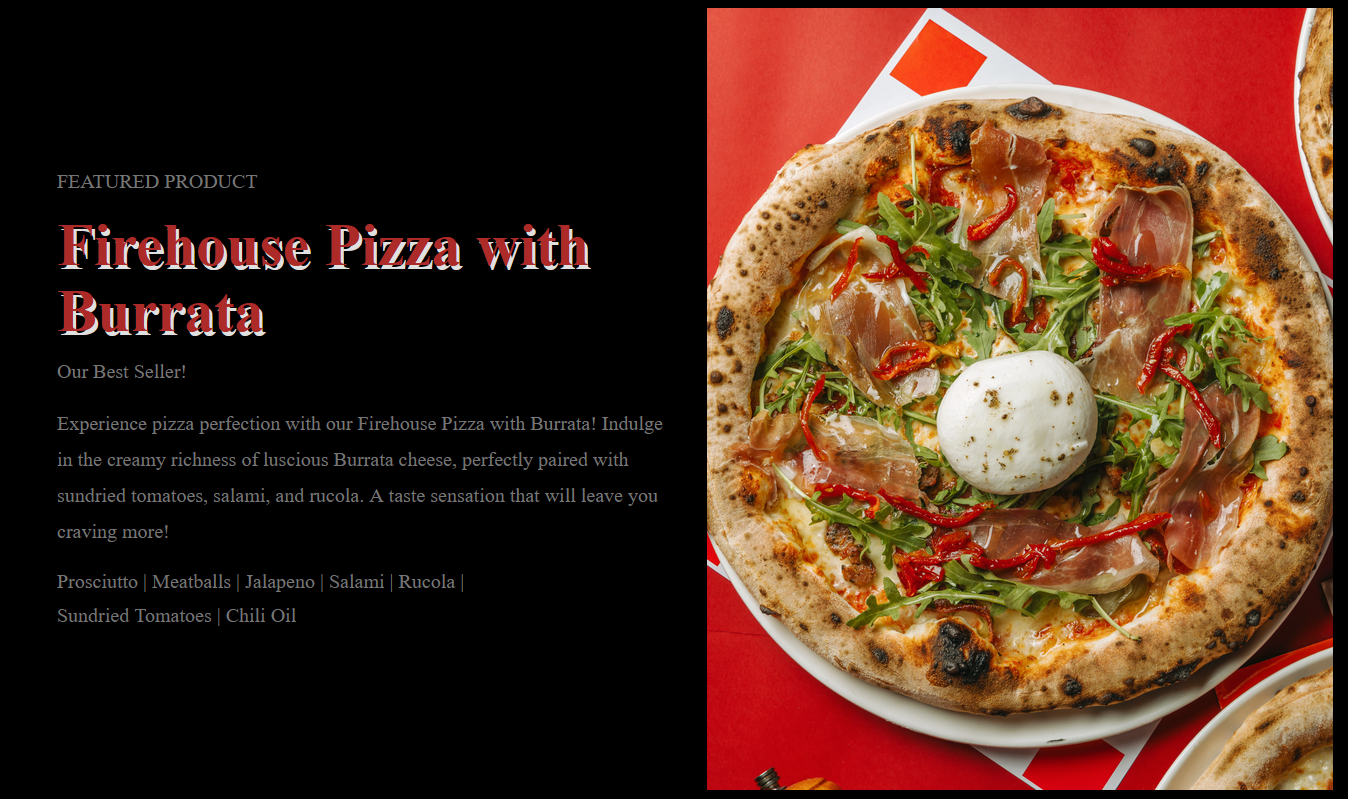 FEATURED PRODUCT
Firehouse Pizza with
Burrata
Our Best Seller!
Experience pizza perfection with our Firehouse Pizza with Burrata! Indulge
in the creamy richness of luscious Burrata cheese, perfectly paired with
sundried tomatoes, salami, and rucola. A taste sensation that will leave you
craving more!
Prosciutto | Meatballs | Jalapeno | Salami | Rucola |
Sundried Tomatoes | Chili Oil